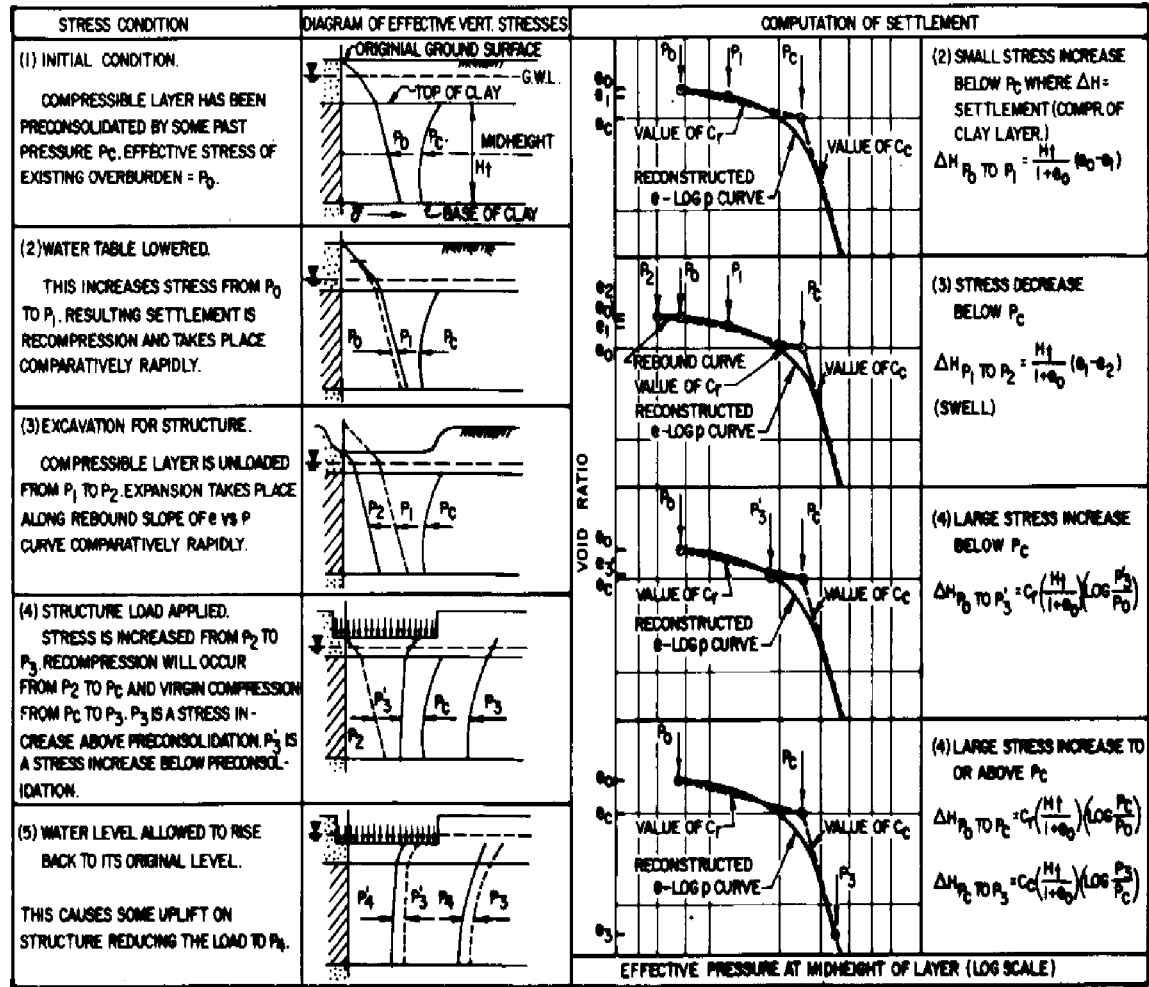 STRESS CONDITION
DIAGRAM OF EFFECTIVE VERT. STRESSES
COMPUTATION OF SETTLEMENT
(1) INITIAL CONDITION.
COMPRESSIBLE LAYER HAS BEEN
PRECONSOLIDATED BY SOME PAST
PRESSURE Pc. EFFECTIVE STRESS OF
EXISTING OVERBURDEN = P0.
ORIGINIAL GROUND SURFACE
G.W.L.
TOP OF CLAY
P0
Pc
MIDHEIGHT
Ht
BASE OF CLAY
P0
P1
Pc
e0
e1
ec
VALUE OF Cr
VALUE OF Cc
RECONSTRUCTED
e-LOG p CURVE
(2) SMALL STRESS INCREASE
BELOW Pc WHERE ΔH=
SETTLEMENT (COMPR. OF
CLAY LAYER.)
ΔH P0 TO P1 = Ht/1+e0 (e0-e1)
(2) WATER TABLE LOWERED.
THIS INCREASES STRESS FROM P0
TO P1. RESULTING SETTLEMENT IS
RECOMPRESSION AND TAKES PLACE
COMPARATIVELY RAPIDLY.
P0
P1
Pc
P2
P0
P1
Pc
e2
e0
e1
e0
REBOUND CURVE
VALUE OF Cr
VALUE OF Cc
RECONSTRUCTED
e-LOG p CURVE
(3) STRESS DECREASE
BELOW Pc
ΔH P1 TO P2 = Ht/1+e0 (e1-e2)
(SWELL)
(3) EXCAVATION FOR STRUCTURE.
COMPRESSIBLE LAYER IS UNLOADED
FROM P1 TO P2. EXPANSION TAKES PLACE
ALONG REBOUND SLOPE OF e vs P
CURVE COMPARATIVELY RAPIDLY.
P2
P1
Pc
VOID RATIO
P0
P'3
Pc
e0
e3
ec
VALUE OF Cr
VALUE OF Cc
RECONSTRUCTED
e-LOG p CURVE
(4) LARGE STRESS INCREASE
BELOW Pc
ΔH P0 TO P'3 = Cr(Ht/1+e0)(LOG P'3/P0)
(4) STRUCTURE LOAD APPLIED.
STRESS IS INCREASED FROM P2 TO
P3. RECOMPRESSION WILL OCCUR
FROM P2 TO Pc AND VIRGIN COMPRESSION
FROM Pc TO P3. P3 IS A STRESS IN-
CREASE ABOVE PRECONSOLIDATION. P'3 IS
A STRESS INCREASE BELOW PRECONSOL-
IDATION.
P2
P'3
Pc
P3
P0
Pc
P3
e0
ec
e3
VALUE OF Cr
VALUE OF Cc
RECONSTRUCTED
e-LOG p CURVE
(4) LARGE STRESS INCREASE TO
OR ABOVE Pc
ΔH P0 TO Pc = Cr(Ht/1+e0)(LOG Pc/P0)
ΔH Pc TO P3 = Cc(Ht/1+e0)(LOG P3/Pc)
(5) WATER LEVEL ALLOWED TO RISE
BACK TO ITS ORIGINAL LEVEL.
THIS CAUSES SOME UPLIFT ON
STRUCTURE REDUCING THE LOAD TO P4.
P'4
P'3
P4
P3
EFFECTIVE PRESSURE AT MIDHEIGHT OF LAYER (LOG SCALE)